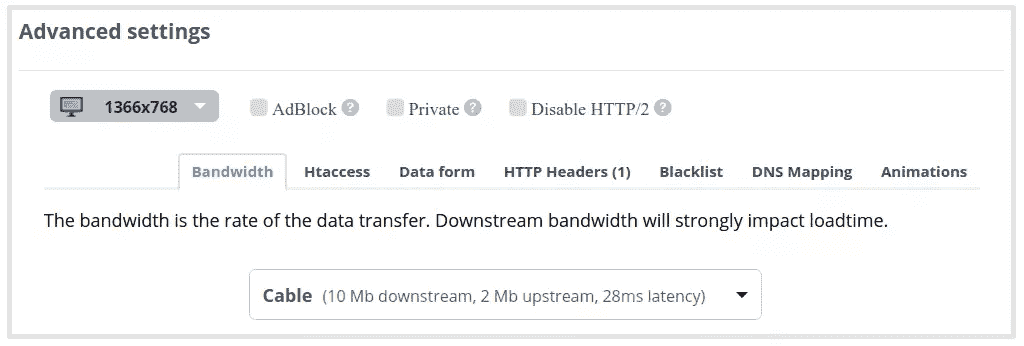 Advanced settings
1366x768 AdBlock ? Private ? Disable HTTP/2 ?
Bandwidth Htaccess Data form HTTP Headers (1) Blacklist DNS Mapping Animations
The bandwidth is the rate of the data transfer. Downstream bandwidth will strongly impact loadtime.
Cable (10 Mb downstream, 2 Mb upstream, 28ms latency)